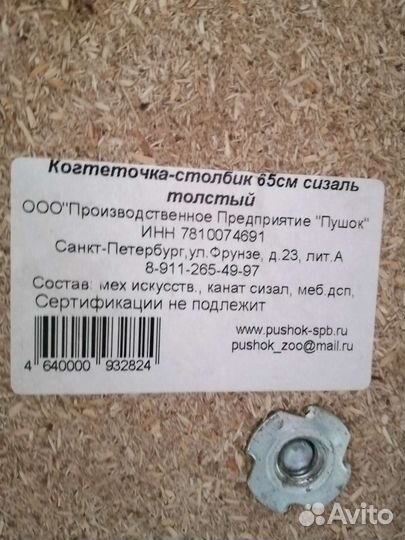 Когтеточка-столбик 65см сизаль
толстый
ООО"Производственное Предприятие "Пушок"
ИНН 7810074691
Санкт-Петербург,ул.Фрунзе, д.23, лит.А
8-911-265-49-97
Состав: мех искусств., канат сизал, меб.дсп,
Сертификации не подлежит
www.pushok-spb.ru
pushok_zoo@mail.ru
4 640000 932824
Avito